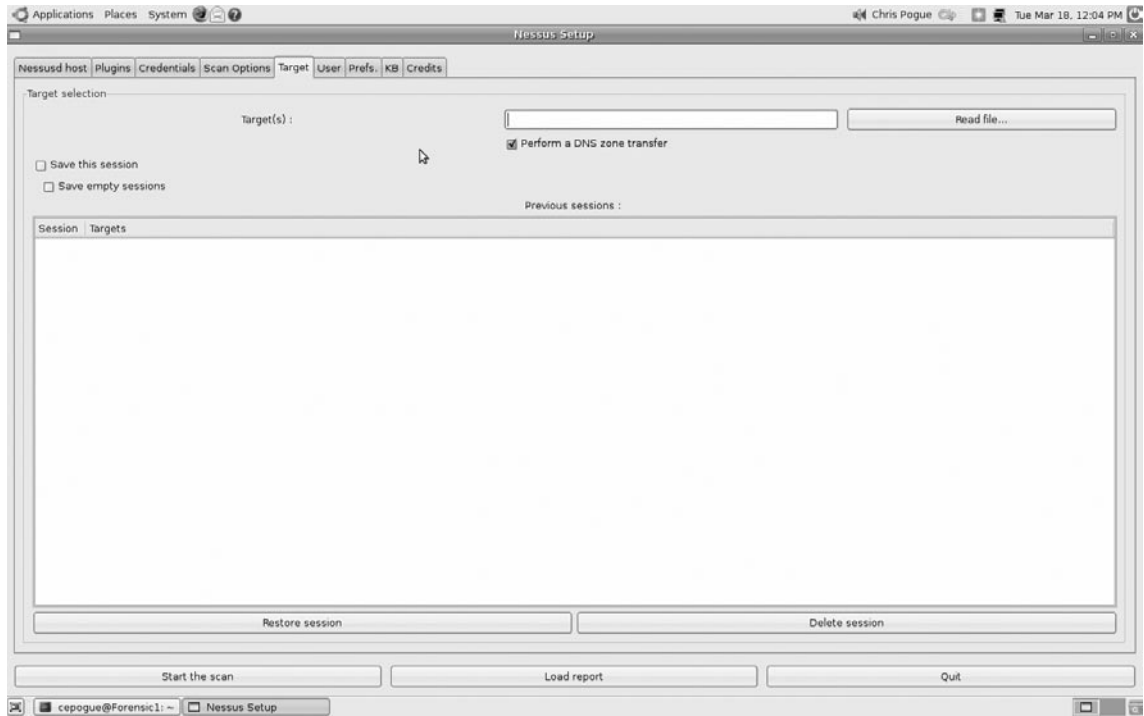 Applications Places System Chris Pogue Tue Mar 18, 12:04 PM
Nessus Setup
Nessusd host Plugins Credentials Scan Options Target User Prefs. KB Credits
Target selection
Target(s) : Read file...
Perform a DNS zone transfer
Save this session
Save empty sessions
Previous sessions :
Session Targets
Restore session Delete session
Start the scan Load report Quit
cepogue@Forensic1: ~ Nessus Setup